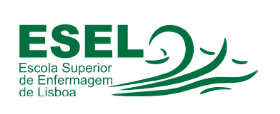 ESEL
Escola Superior
de Enfermagem
de Lisboa